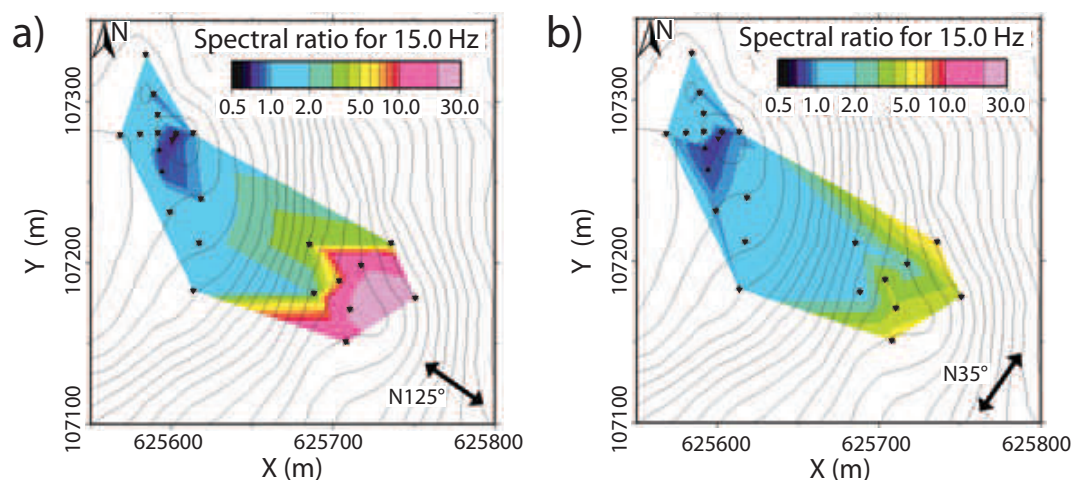 a)
N
Spectral ratio for 15.0 Hz
0.5 1.0 2.0 5.0 10.0 30.0
107300
107200
107100
Y (m)
N125°
625600 625700 625800
X (m)
b)
N
Spectral ratio for 15.0 Hz
0.5 1.0 2.0 5.0 10.0 30.0
107300
107200
107100
Y (m)
N35°
625600 625700 625800
X (m)